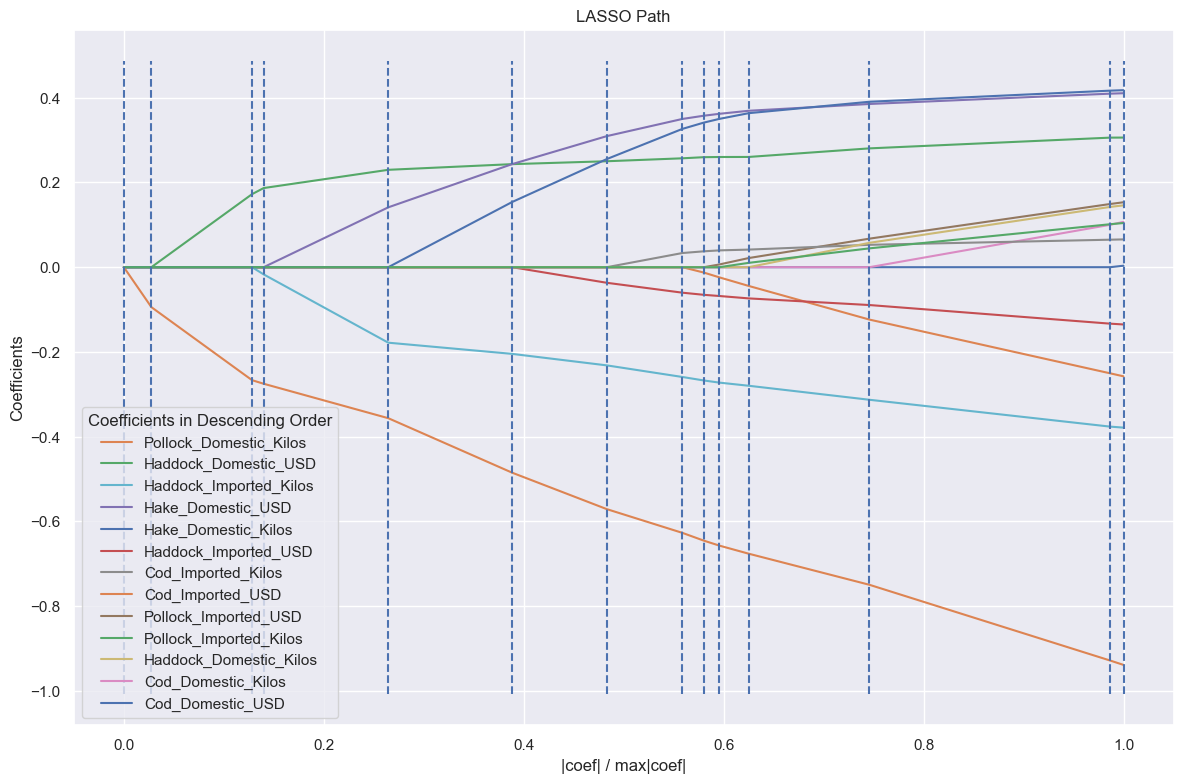 LASSO Path
Coefficients
0.4
0.2
0.0
−0.2
−0.4
−0.6
−0.8
−1.0
Coefficients in Descending Order
Pollock_Domestic_Kilos
Haddock_Domestic_USD
Haddock_Imported_Kilos
Hake_Domestic_USD
Hake_Domestic_Kilos
Haddock_Imported_USD
Cod_Imported_Kilos
Cod_Imported_USD
Pollock_Imported_USD
Pollock_Imported_Kilos
Haddock_Domestic_Kilos
Cod_Domestic_Kilos
Cod_Domestic_USD
0.0 0.2 0.4 0.6 0.8 1.0
|coef| / max|coef|